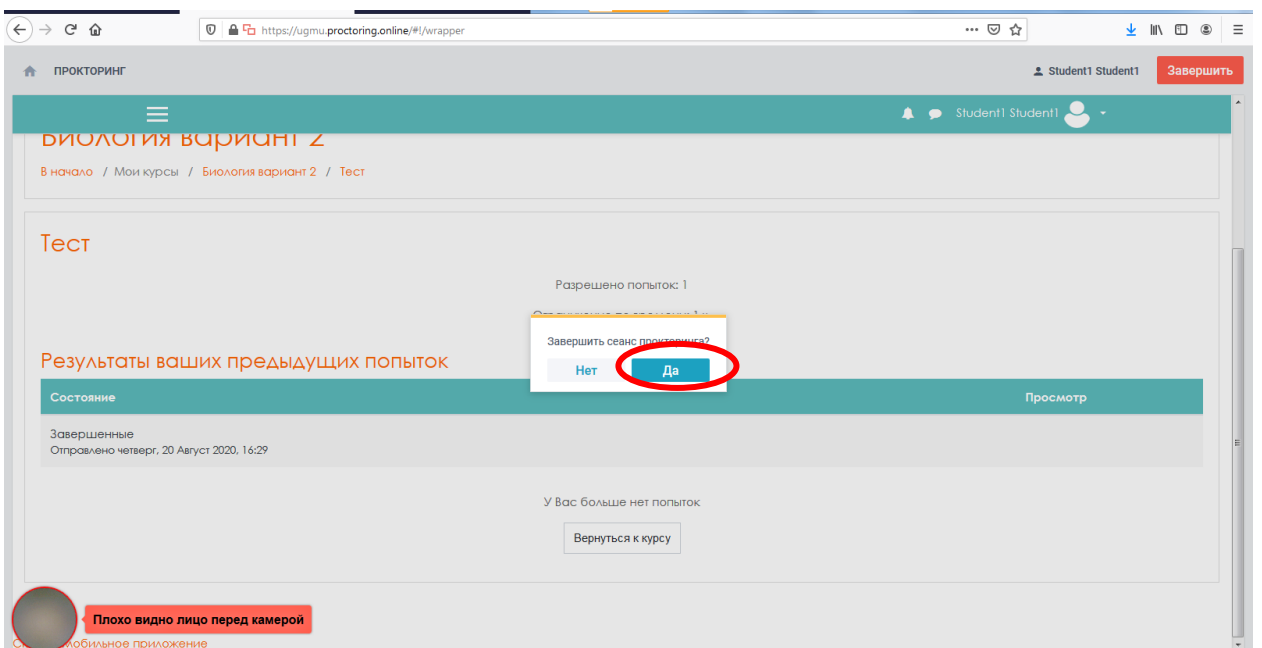 https://ugmu.proctoring.online/#!/wrapper
ПРОКТОРИНГ
Student1 Student1
Завершить
Student1 Student1
Биология вариант 2
В начало / Мои курсы / Биология вариант 2 / Тест
Тест
Разрешено попыток: 1
Завершить сеанс прокторинга?
Нет
Да
Результаты ваших предыдущих попыток
Состояние
Просмотр
Завершенные
Отправлено четверг, 20 Август 2020, 16:29
У Вас больше нет попыток
Вернуться к курсу
Плохо видно лицо перед камерой
мобильное приложение